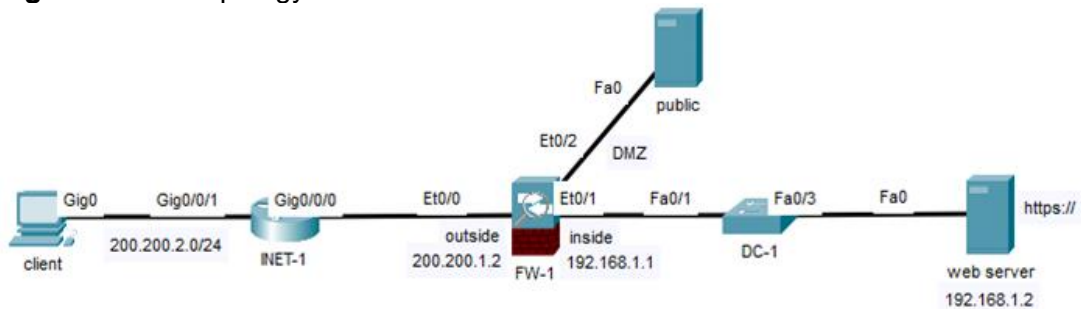 Fa0
public
Et0/2
DMZ
Gig0
Gig0/0/1
Gig0/0/0
Et0/0
Et0/1
Fa0/1
Fa0/3
Fa0
https://
200.200.2.0/24
client
INET-1
outside
200.200.1.2
FW-1
inside
192.168.1.1
DC-1
web server
192.168.1.2